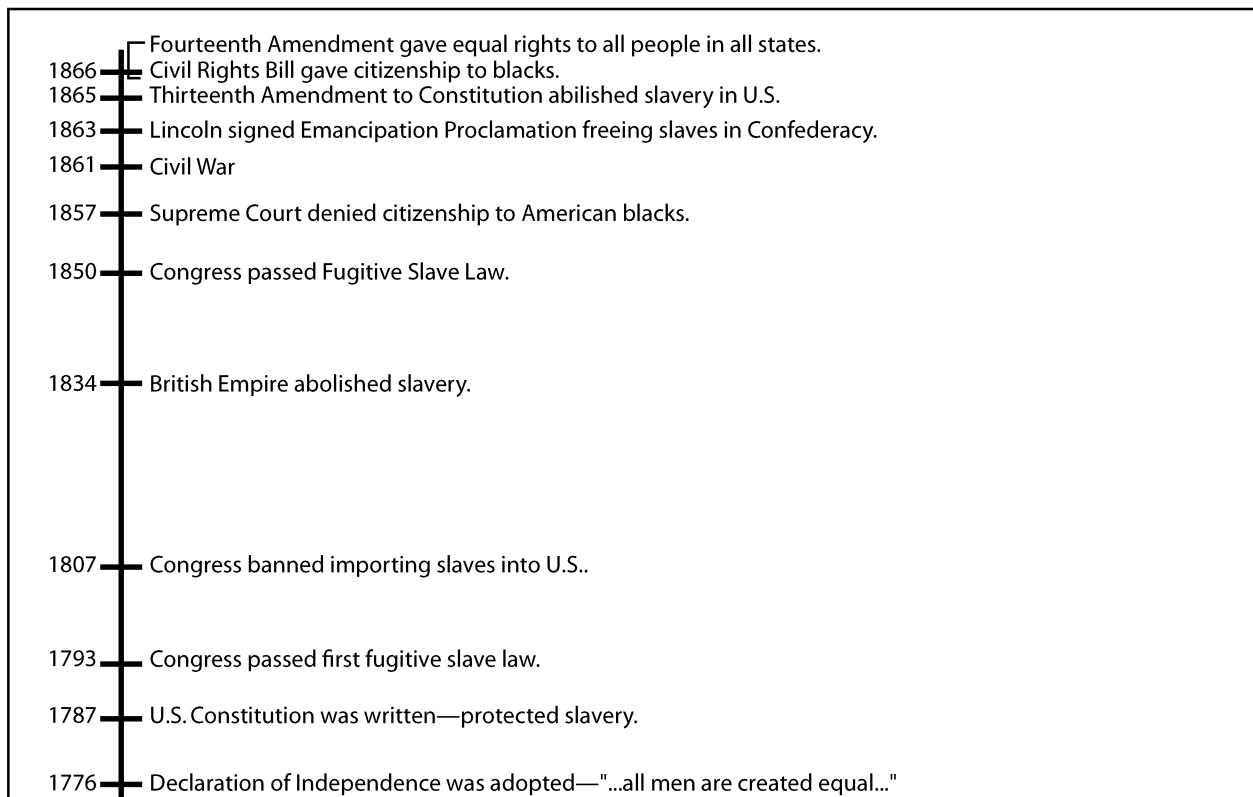 Fourteenth Amendment gave equal rights to all people in all states.
1866 Civil Rights Bill gave citizenship to blacks.
1865 Thirteenth Amendment to Constitution abilished slavery in U.S.
1863 Lincoln signed Emancipation Proclamation freeing slaves in Confederacy.
1861 Civil War
1857 Supreme Court denied citizenship to American blacks.
1850 Congress passed Fugitive Slave Law.
1834 British Empire abolished slavery.
1807 Congress banned importing slaves into U.S..
1793 Congress passed first fugitive slave law.
1787 U.S. Constitution was written—protected slavery.
1776 Declaration of Independence was adopted—"...all men are created equal..."